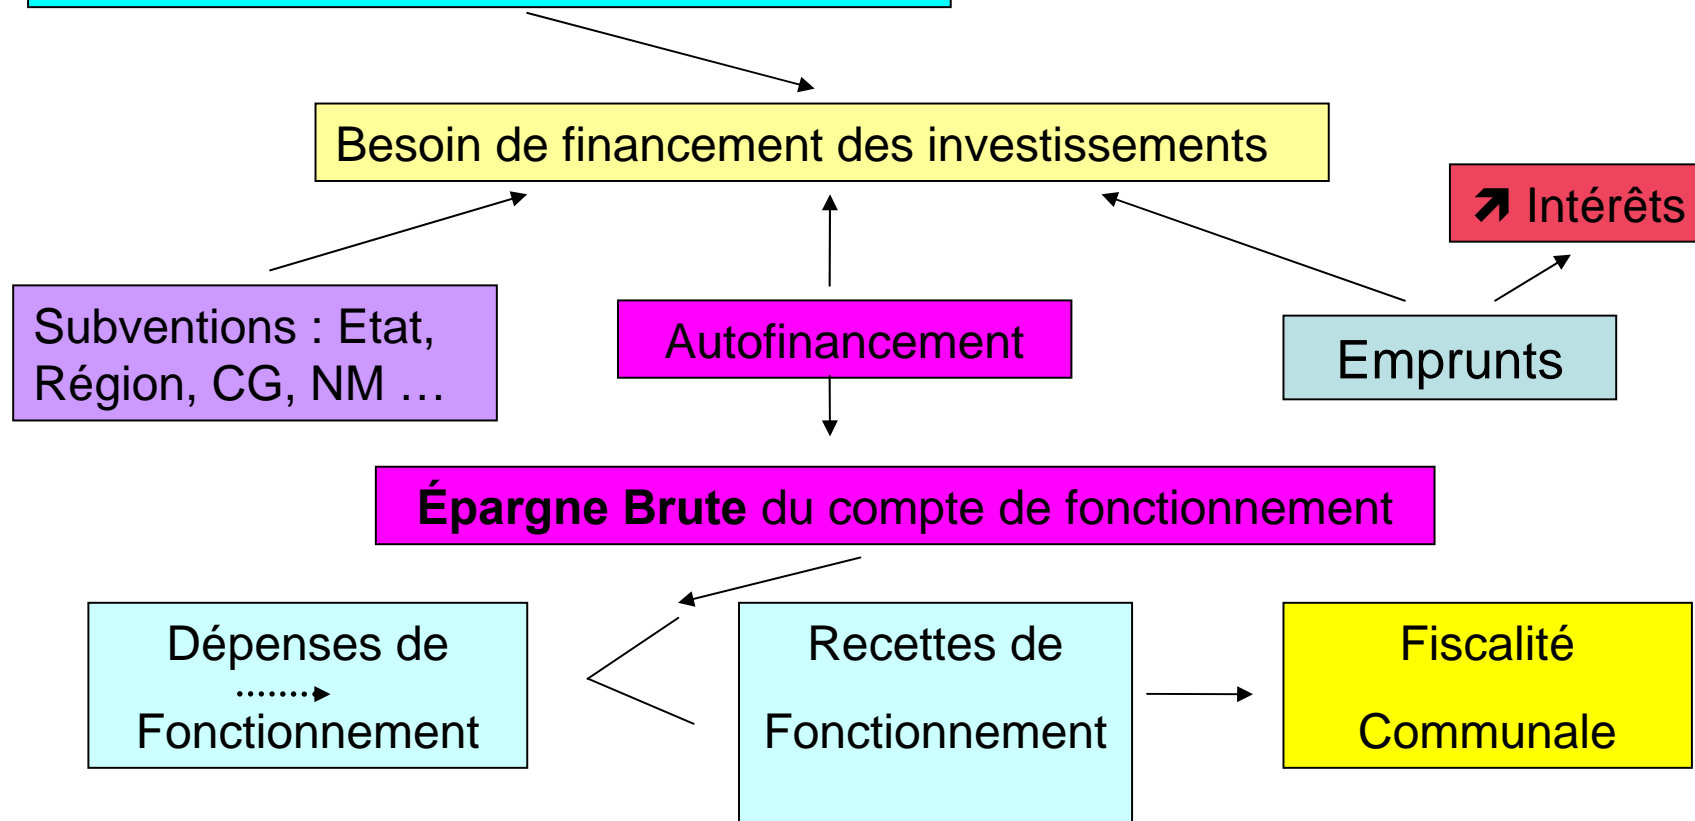 Besoin de financement des investissements
↗ Intérêts
Subventions : Etat,
Région, CG, NM …
Autofinancement
Emprunts
Épargne Brute du compte de fonctionnement
Dépenses de
Fonctionnement
Recettes de
Fonctionnement
Fiscalité
Communale